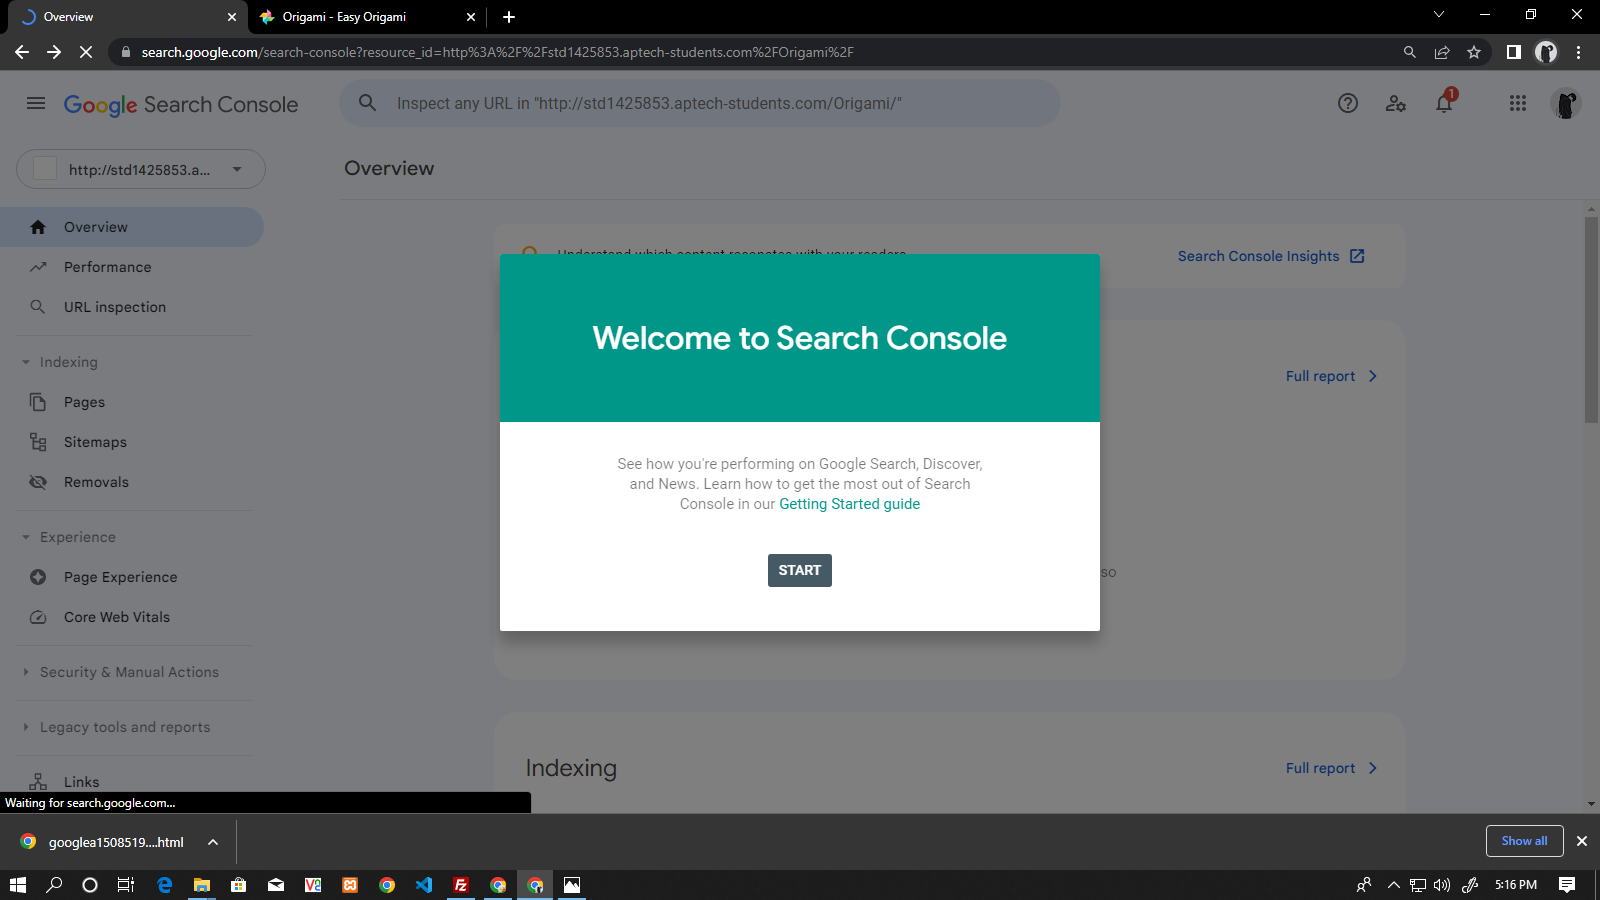 Overview
Origami - Easy Origami
search.google.com/search-console?resource_id=http%3A%2F%2Fstd1425853.aptech-students.com%2FOrigami%2F
Google Search Console
Inspect any URL in "http://std1425853.aptech-students.com/Origami/"
1
http://std1425853.a...
Overview
Overview
Performance
URL inspection
Indexing
Pages
Sitemaps
Removals
Experience
Page Experience
Core Web Vitals
Security & Manual Actions
Legacy tools and reports
Links
Understand which content resonates with your readers
Search Console Insights
Full report
Welcome to Search Console
See how you're performing on Google Search, Discover,
and News. Learn how to get the most out of Search
Console in our Getting Started guide
START
so
Indexing
Full report
Waiting for search.google.com...
googlea1508519....html
Show all
5:16 PM